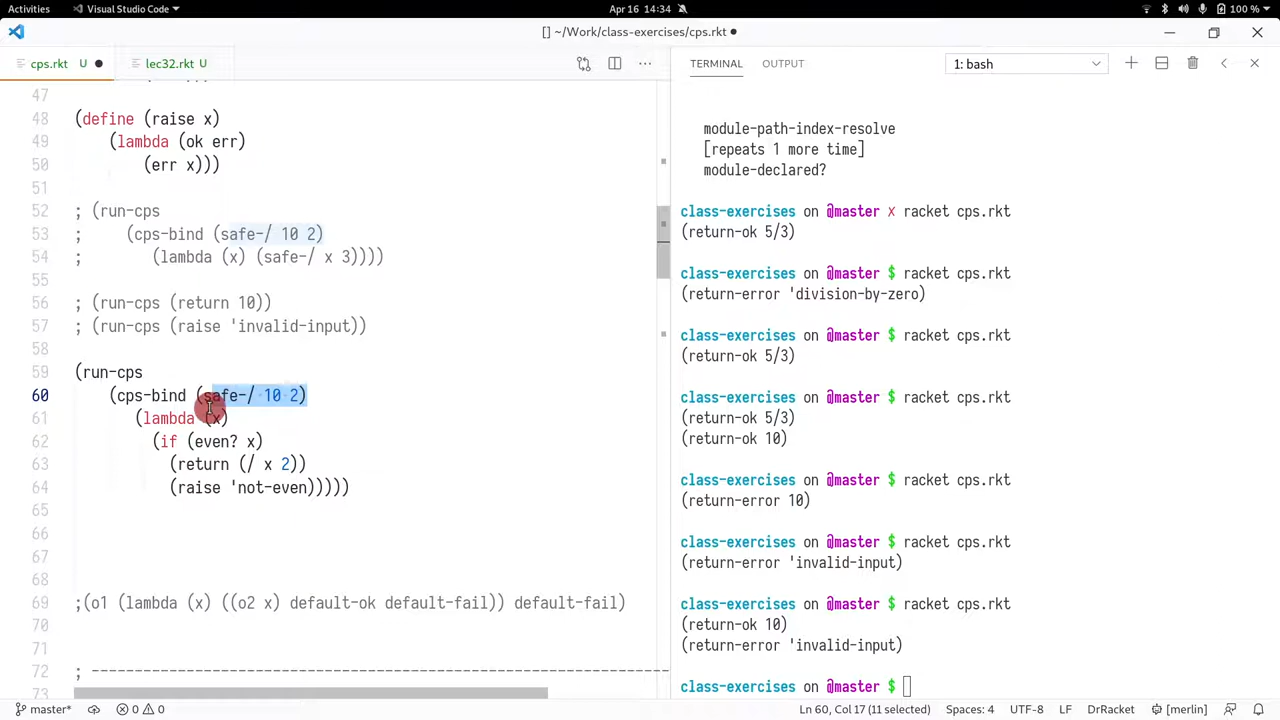 Activities Visual Studio Code Apr 16 14:34 100 %
[] ~/Work/class-exercises/cps.rkt
cps.rkt U lec32.rkt U
TERMINAL OUTPUT 1: bash
47
48 (define (raise x)
49 (lambda (ok err)
50 (err x)))
51
52 ; (run-cps
53 ; (cps-bind (safe-/ 10 2)
54 ; (lambda (x) (safe-/ x 3))))
55
56 ; (run-cps (return 10))
57 ; (run-cps (raise 'invalid-input))
58
59 (run-cps
60 (cps-bind (safe-/ 10 2)
61 (lambda (x)
62 (if (even? x)
63 (return (/ x 2))
64 (raise 'not-even)))))
65
66
67
68
69 ;(o1 (lambda (x) ((o2 x) default-ok default-fail)) default-fail)
70
71
72 ; ----------------------------------------------------------------
73
module-path-index-resolve
[repeats 1 more time]
module-declared?
class-exercises on @master x racket cps.rkt
(return-ok 5/3)
class-exercises on @master $ racket cps.rkt
(return-error 'division-by-zero)
class-exercises on @master $ racket cps.rkt
(return-ok 5/3)
class-exercises on @master $ racket cps.rkt
(return-ok 5/3)
(return-ok 10)
class-exercises on @master $ racket cps.rkt
(return-error 10)
class-exercises on @master $ racket cps.rkt
(return-error 'invalid-input)
class-exercises on @master $ racket cps.rkt
(return-ok 10)
(return-error 'invalid-input)
class-exercises on @master $
master* 0 0 Ln 60, Col 17 (11 selected) Spaces: 4 UTF-8 LF DrRacket [merlin]